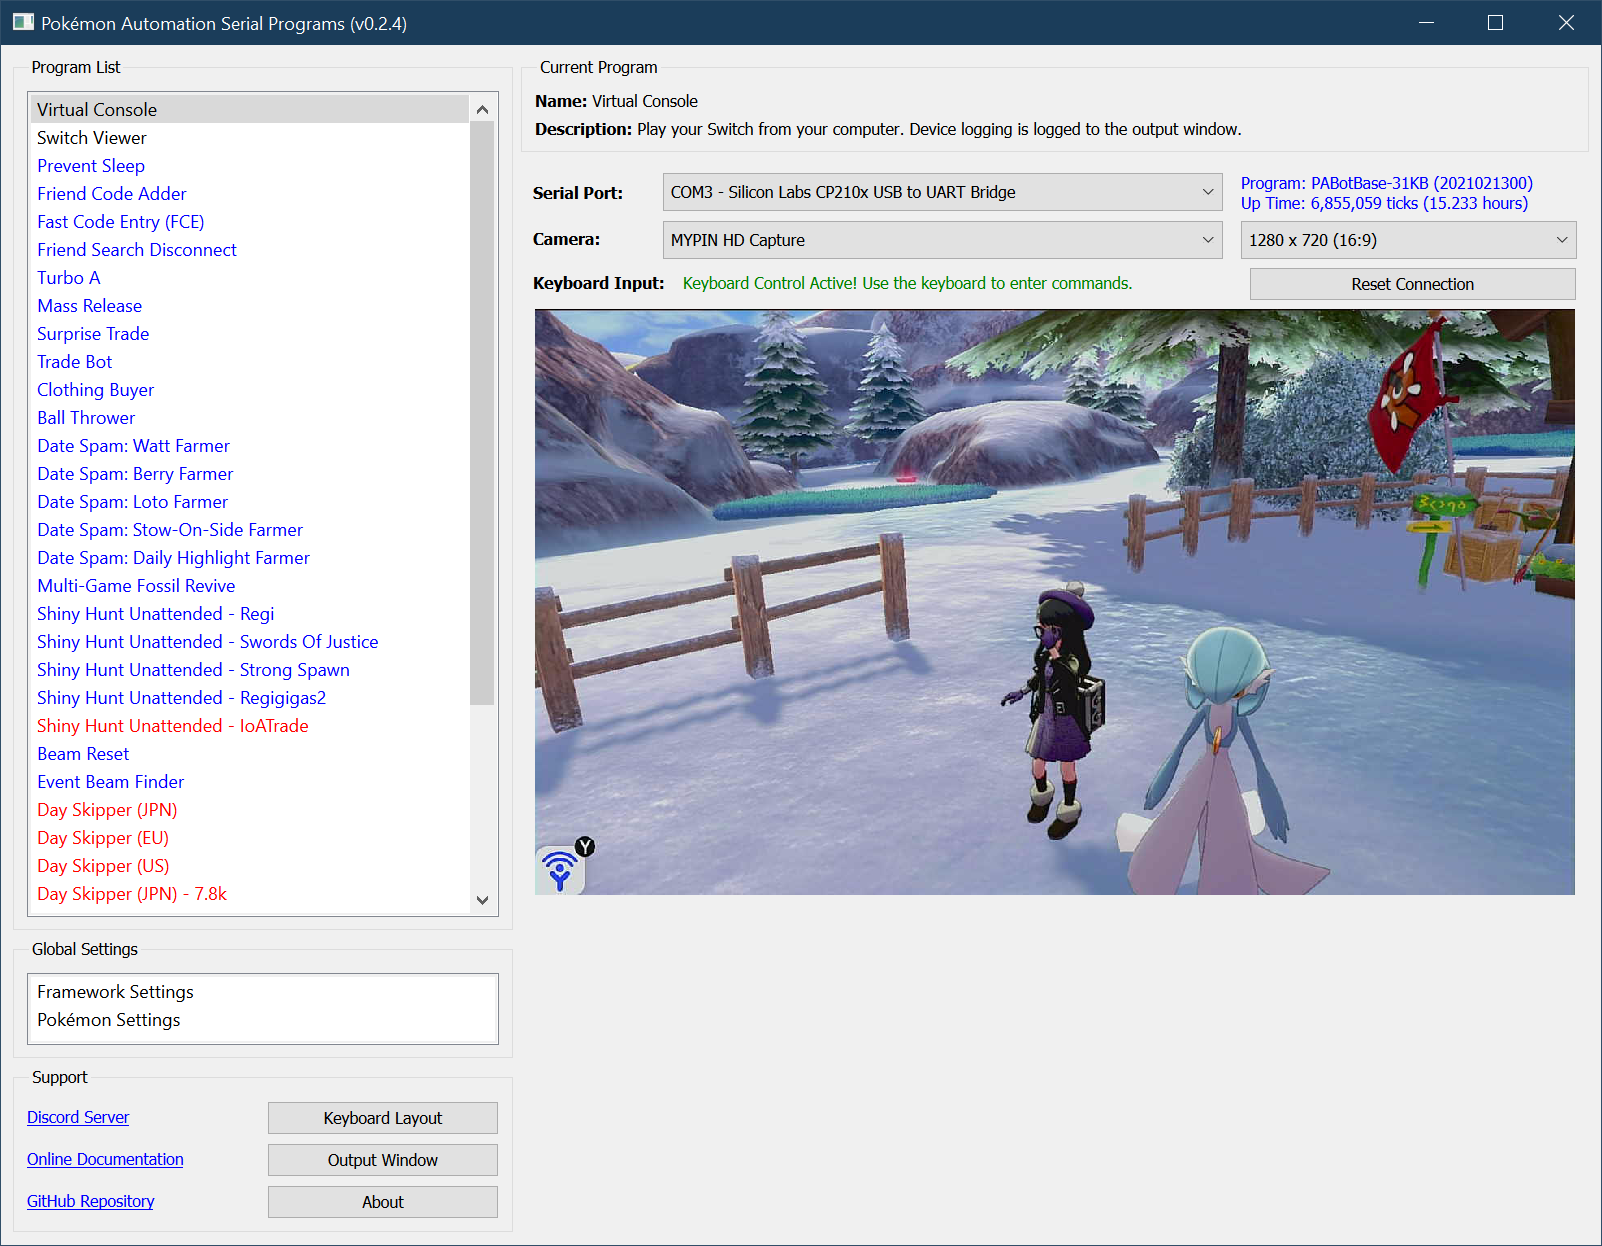 Pokémon Automation Serial Programs (v0.2.4)
Program List
Virtual Console
Switch Viewer
Prevent Sleep
Friend Code Adder
Fast Code Entry (FCE)
Friend Search Disconnect
Turbo A
Mass Release
Surprise Trade
Trade Bot
Clothing Buyer
Ball Thrower
Date Spam: Watt Farmer
Date Spam: Berry Farmer
Date Spam: Loto Farmer
Date Spam: Stow-On-Side Farmer
Date Spam: Daily Highlight Farmer
Multi-Game Fossil Revive
Shiny Hunt Unattended - Regi
Shiny Hunt Unattended - Swords Of Justice
Shiny Hunt Unattended - Strong Spawn
Shiny Hunt Unattended - Regigigas2
Shiny Hunt Unattended - IoATrade
Beam Reset
Event Beam Finder
Day Skipper (JPN)
Day Skipper (EU)
Day Skipper (US)
Day Skipper (JPN) - 7.8k
Global Settings
Framework Settings
Pokémon Settings
Support
Discord Server
Keyboard Layout
Online Documentation
Output Window
GitHub Repository
About
Current Program
Name: Virtual Console
Description: Play your Switch from your computer. Device logging is logged to the output window.
Serial Port: COM3 - Silicon Labs CP210x USB to UART Bridge
Program: PABotBase-31KB (2021021300)
Up Time: 6,855,059 ticks (15.233 hours)
Camera: MYPIN HD Capture 1280 x 720 (16:9)
Keyboard Input: Keyboard Control Active! Use the keyboard to enter commands.
Reset Connection
Y